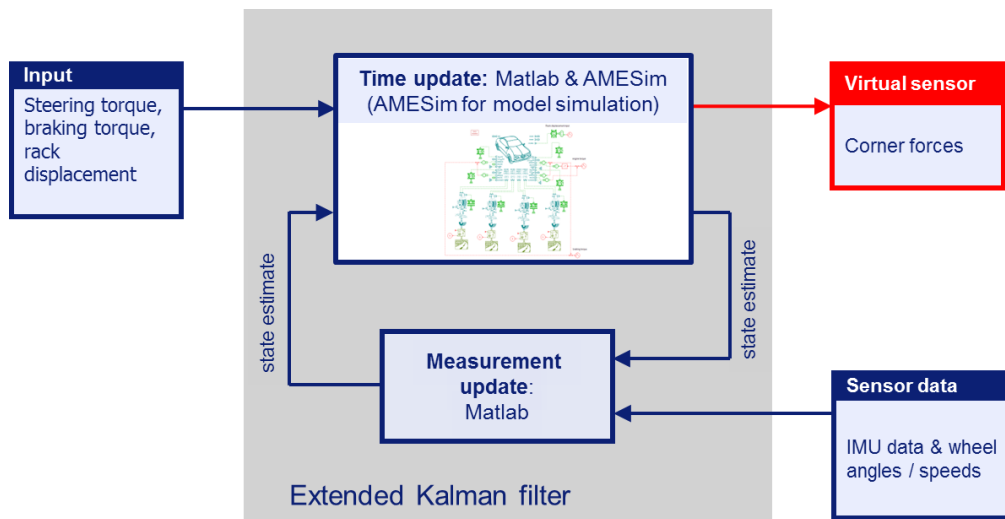 Input
Steering torque,
braking torque,
rack
displacement
Time update: Matlab & AMESim
(AMESim for model simulation)
Virtual sensor
Corner forces
state estimate
state estimate
Measurement
update:
Matlab
Sensor data
IMU data & wheel
angles / speeds
Extended Kalman filter